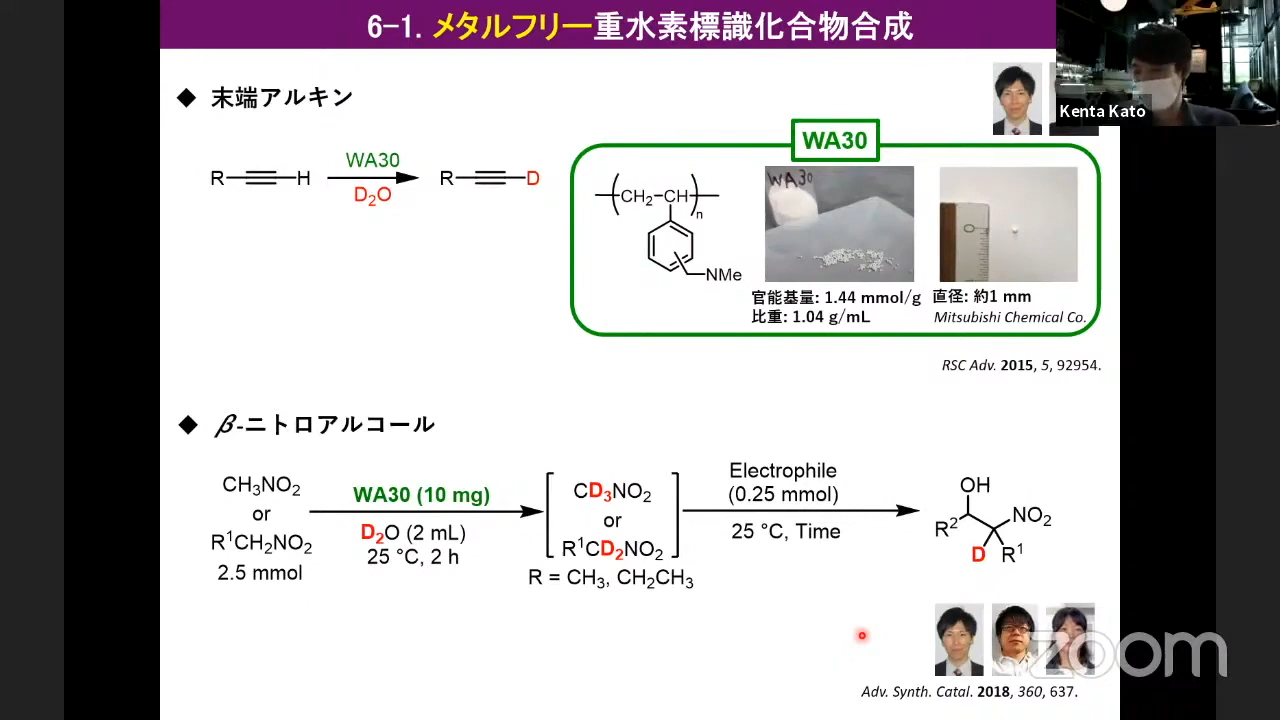 6-1. メタルフリー重水素標識化合物合成
Kenta Kato
◆ 末端アルキン
R H
WA30
D2O
R D
WA30
CH2 CH
n
NMe
WA30
0
官能基量: 1.44 mmol/g
比重: 1.04 g/mL
直径: 約1 mm
Mitsubishi Chemical Co.
RSC Adv. 2015, 5, 92954.
◆ β-ニトロアルコール
CH3NO2
or
R1CH2NO2
2.5 mmol
WA30 (10 mg)
D2O (2 mL)
25 °C, 2 h
CD3NO2
or
R1CD2NO2
R = CH3, CH2CH3
Electrophile
(0.25 mmol)
25 °C, Time
OH
R2 NO2
D R1
zoom
Adv. Synth. Catal. 2018, 360, 637.